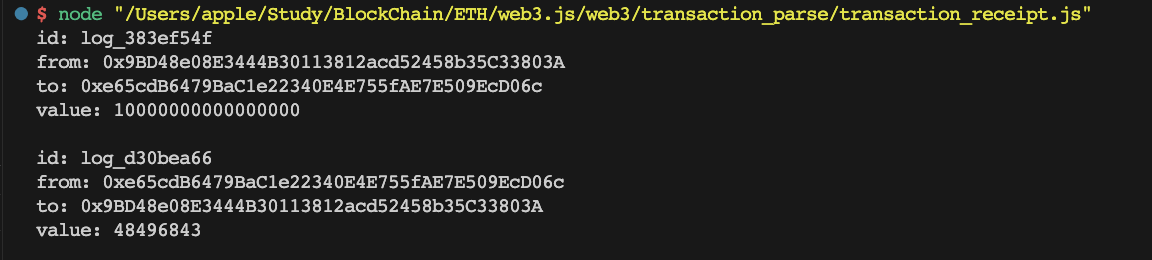 $ node "/Users/apple/Study/BlockChain/ETH/web3.js/web3/transaction_parse/transaction_receipt.js"
id: log_383ef54f
from: 0x9BD48e08E3444B30113812acd52458b35C33803A
to: 0xe65cdB6479BaC1e22340E4E755fAE7E509EcD06c
value: 10000000000000000
id: log_d30bea66
from: 0xe65cdB6479BaC1e22340E4E755fAE7E509EcD06c
to: 0x9BD48e08E3444B30113812acd52458b35C33803A
value: 48496843